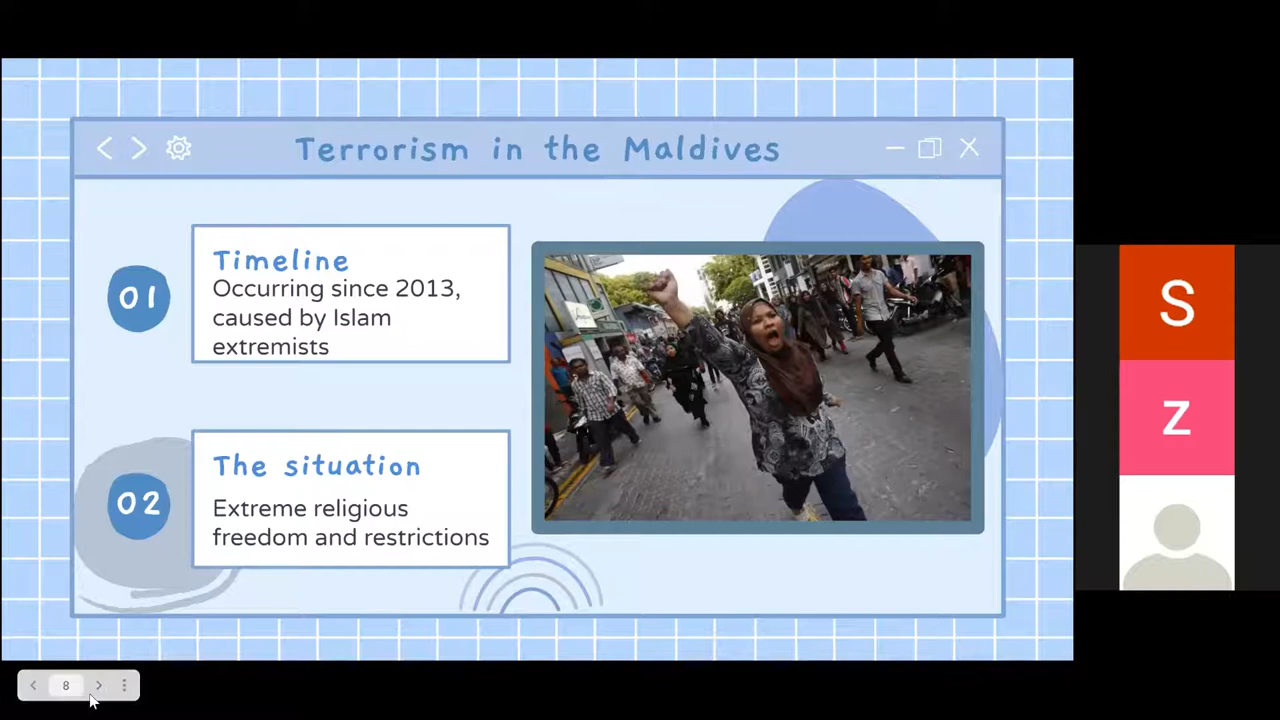 Terrorism in the Maldives
01
Timeline
Occurring since 2013,
caused by Islam
extremists
02
The situation
Extreme religious
freedom and restrictions
S
Z
8